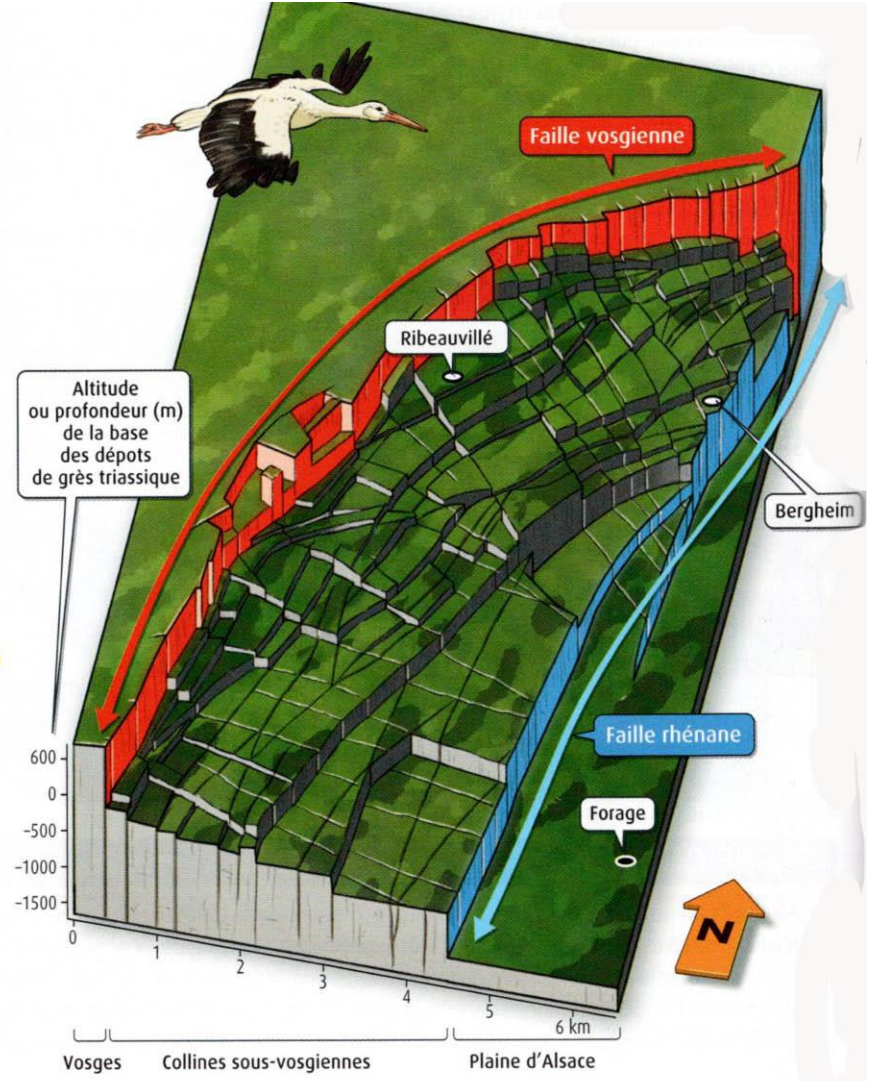 Faille vosgienne
Ribeauvillé
Altitude
ou profondeur (m)
de la base
des dépôts
de grès triassique
Bergheim
Faille rhénane
Forage
600
0
-500
-1000
-1500
N
0
1
2
3
4
5
6 km
Vosges
Collines sous-vosgiennes
Plaine d'Alsace